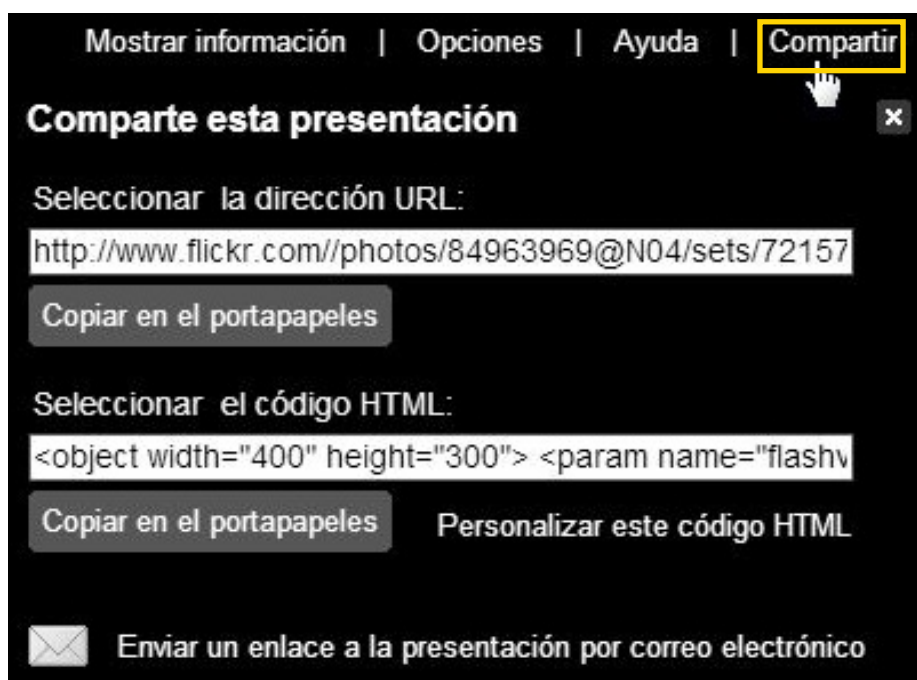 Mostrar información | Opciones | Ayuda | Compartir
Comparte esta presentación
Seleccionar la dirección URL:
http://www.flickr.com//photos/84963969@N04/sets/72157
Copiar en el portapapeles
Seleccionar el código HTML:
<object width="400" height="300"> <param name="flashv
Copiar en el portapapeles Personalizar este código HTML
Enviar un enlace a la presentación por correo electrónico